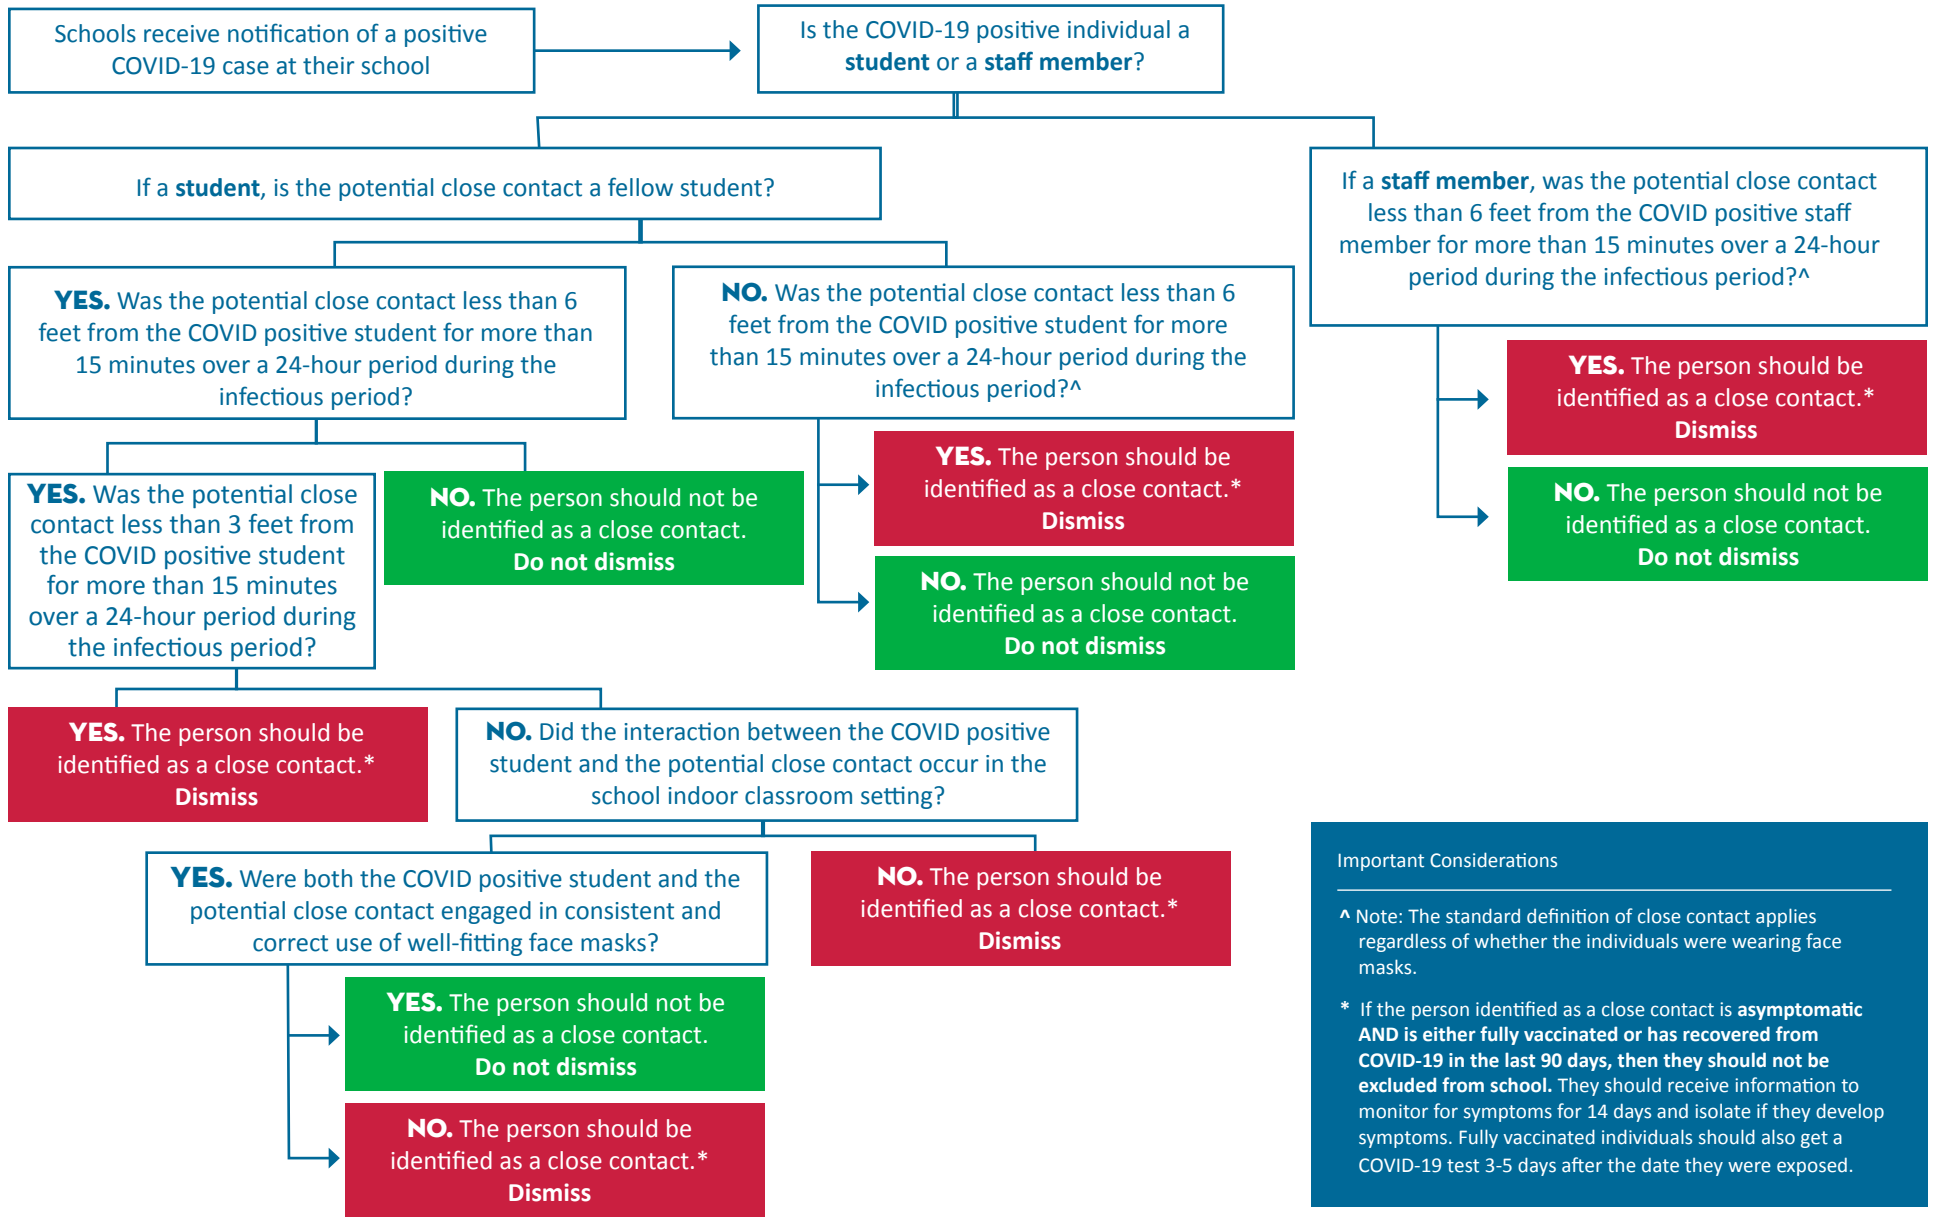 Schools receive notification of a positive
COVID-19 case at their school
Is the COVID-19 positive individual a
student or a staff member?
If a student, is the potential close contact a fellow student?
If a staff member, was the potential close contact
less than 6 feet from the COVID positive staff
member for more than 15 minutes over a 24-hour
period during the infectious period?^
YES. Was the potential close contact less than 6
feet from the COVID positive student for more than
15 minutes over a 24-hour period during the
infectious period?
NO. Was the potential close contact less than 6
feet from the COVID positive student for more
than 15 minutes over a 24-hour period during the
infectious period?^
YES. The person should be
identified as a close contact.*
Dismiss
NO. The person should not be
identified as a close contact.
Do not dismiss
YES. Was the potential close
contact less than 3 feet from
the COVID positive student
for more than 15 minutes
over a 24-hour period during
the infectious period?
NO. The person should not be
identified as a close contact.
Do not dismiss
YES. The person should be
identified as a close contact.*
Dismiss
NO. The person should not be
identified as a close contact.
Do not dismiss
YES. The person should be
identified as a close contact.*
Dismiss
NO. Did the interaction between the COVID positive
student and the potential close contact occur in the
school indoor classroom setting?
YES. Were both the COVID positive student and the
potential close contact engaged in consistent and
correct use of well-fitting face masks?
NO. The person should be
identified as a close contact.*
Dismiss
YES. The person should not be
identified as a close contact.
Do not dismiss
NO. The person should be
identified as a close contact.*
Dismiss
Important Considerations
^ Note: The standard definition of close contact applies
regardless of whether the individuals were wearing face
masks.
* If the person identified as a close contact is asymptomatic
AND is either fully vaccinated or has recovered from
COVID-19 in the last 90 days, then they should not be
excluded from school. They should receive information to
monitor for symptoms for 14 days and isolate if they develop
symptoms. Fully vaccinated individuals should also get a
COVID-19 test 3-5 days after the date they were exposed.